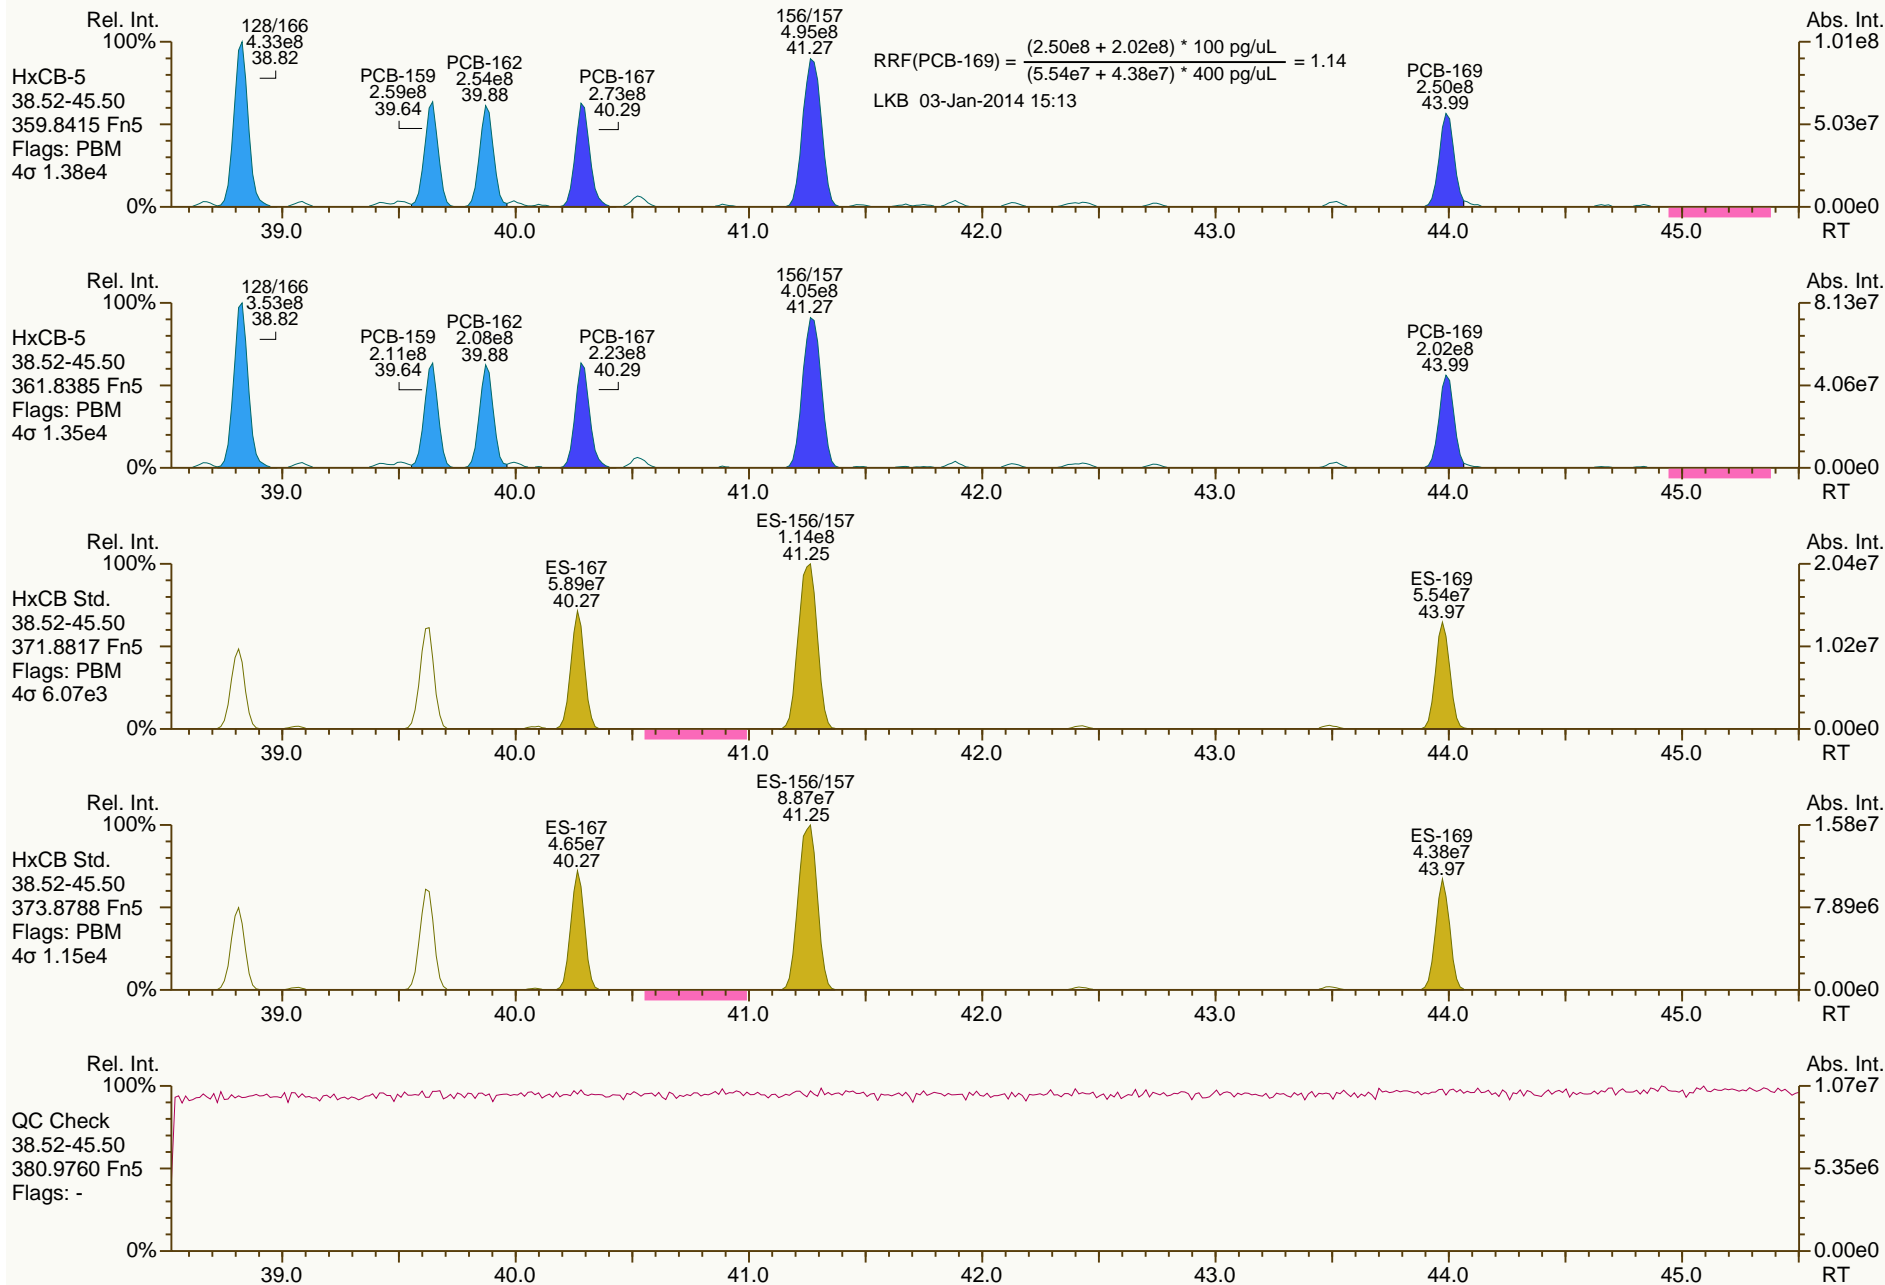 Rel. Int.
Abs. Int.
100%
50%
0%
1.01e8
5.03e7
0.00e0
HxCB-5
38.52-45.50
359.8415 Fn5
Flags: PBM
4σ 1.38e4
128/166
4.33e8
38.82
PCB-159
2.59e8
39.64
PCB-162
2.54e8
39.88
PCB-167
2.73e8
40.29
156/157
4.95e8
41.27
RRF(PCB-169) = (2.50e8 + 2.02e8) * 100 pg/uL
(5.54e7 + 4.38e7) * 400 pg/uL = 1.14
LKB 03-Jan-2014 15:13
PCB-169
2.50e8
43.99
39.0 40.0 41.0 42.0 43.0 44.0 45.0 RT
Rel. Int.
Abs. Int.
100%
50%
0%
8.13e7
4.06e7
0.00e0
HxCB-5
38.52-45.50
361.8385 Fn5
Flags: PBM
4σ 1.35e4
128/166
3.53e8
38.82
PCB-159
2.11e8
39.64
PCB-162
2.08e8
39.88
PCB-167
2.23e8
40.29
156/157
4.05e8
41.27
PCB-169
2.02e8
43.99
39.0 40.0 41.0 42.0 43.0 44.0 45.0 RT
Rel. Int.
Abs. Int.
100%
50%
0%
2.04e7
1.02e7
0.00e0
HxCB Std.
38.52-45.50
371.8817 Fn5
Flags: PBM
4σ 6.07e3
ES-167
5.89e7
40.27
ES-156/157
1.14e8
41.25
ES-169
5.54e7
43.97
39.0 40.0 41.0 42.0 43.0 44.0 45.0 RT
Rel. Int.
Abs. Int.
100%
50%
0%
1.58e7
7.89e6
0.00e0
HxCB Std.
38.52-45.50
373.8788 Fn5
Flags: PBM
4σ 1.15e4
ES-167
4.65e7
40.27
ES-156/157
8.87e7
41.25
ES-169
4.38e7
43.97
39.0 40.0 41.0 42.0 43.0 44.0 45.0 RT
Rel. Int.
Abs. Int.
100%
50%
0%
1.07e7
5.35e6
0.00e0
QC Check
38.52-45.50
380.9760 Fn5
Flags: -
39.0 40.0 41.0 42.0 43.0 44.0 45.0 RT